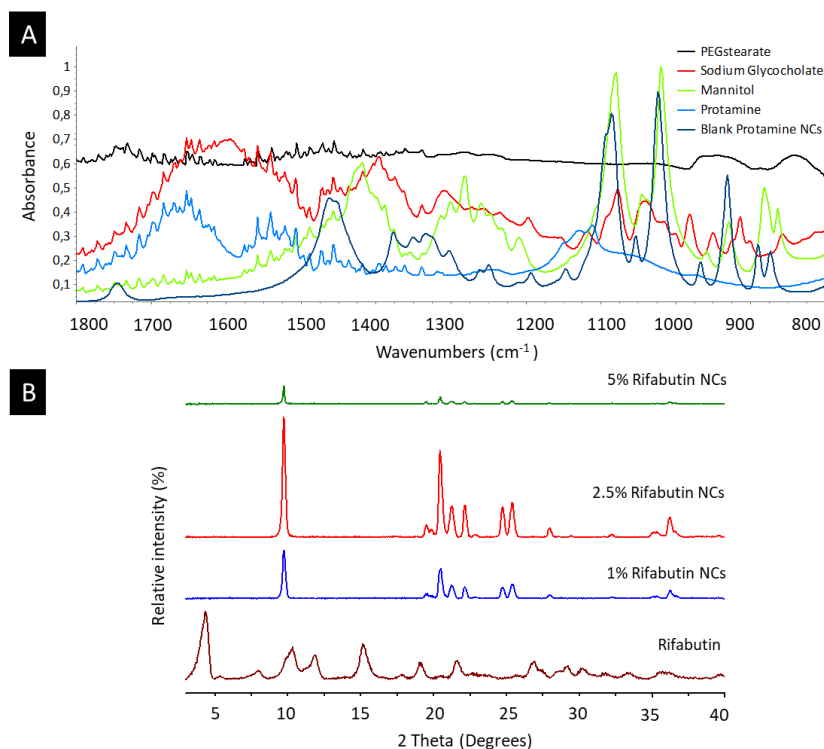 A
PEGstearate
Sodium Glycocholate
Mannitol
Protamine
Blank Protamine NCs
Absorbance
1
0,9
0,8
0,7
0,6
0,5
0,4
0,3
0,2
0,1
1800 1700 1600 1500 1400 1300 1200 1100 1000 900 800
Wavenumbers (cm⁻¹)
B
5% Rifabutin NCs
2.5% Rifabutin NCs
1% Rifabutin NCs
Rifabutin
Relative intensity (%)
5 10 15 20 25 30 35 40
2 Theta (Degrees)